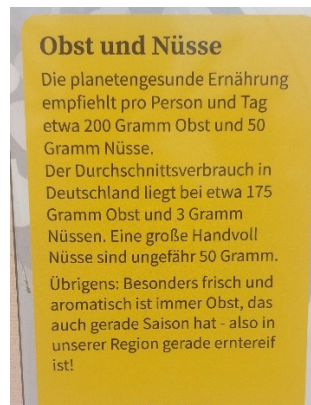 Obst und Nüsse
Die planetengesunde Ernährung
empfiehlt pro Person und Tag
etwa 200 Gramm Obst und 50
Gramm Nüsse.
Der Durchschnittsverbrauch in
Deutschland liegt bei etwa 175
Gramm Obst und 3 Gramm
Nüssen. Eine große Handvoll
Nüsse sind ungefähr 50 Gramm.
Übrigens: Besonders frisch und
aromatisch ist immer Obst, das
auch gerade Saison hat - also in
unserer Region gerade erntereif
ist!